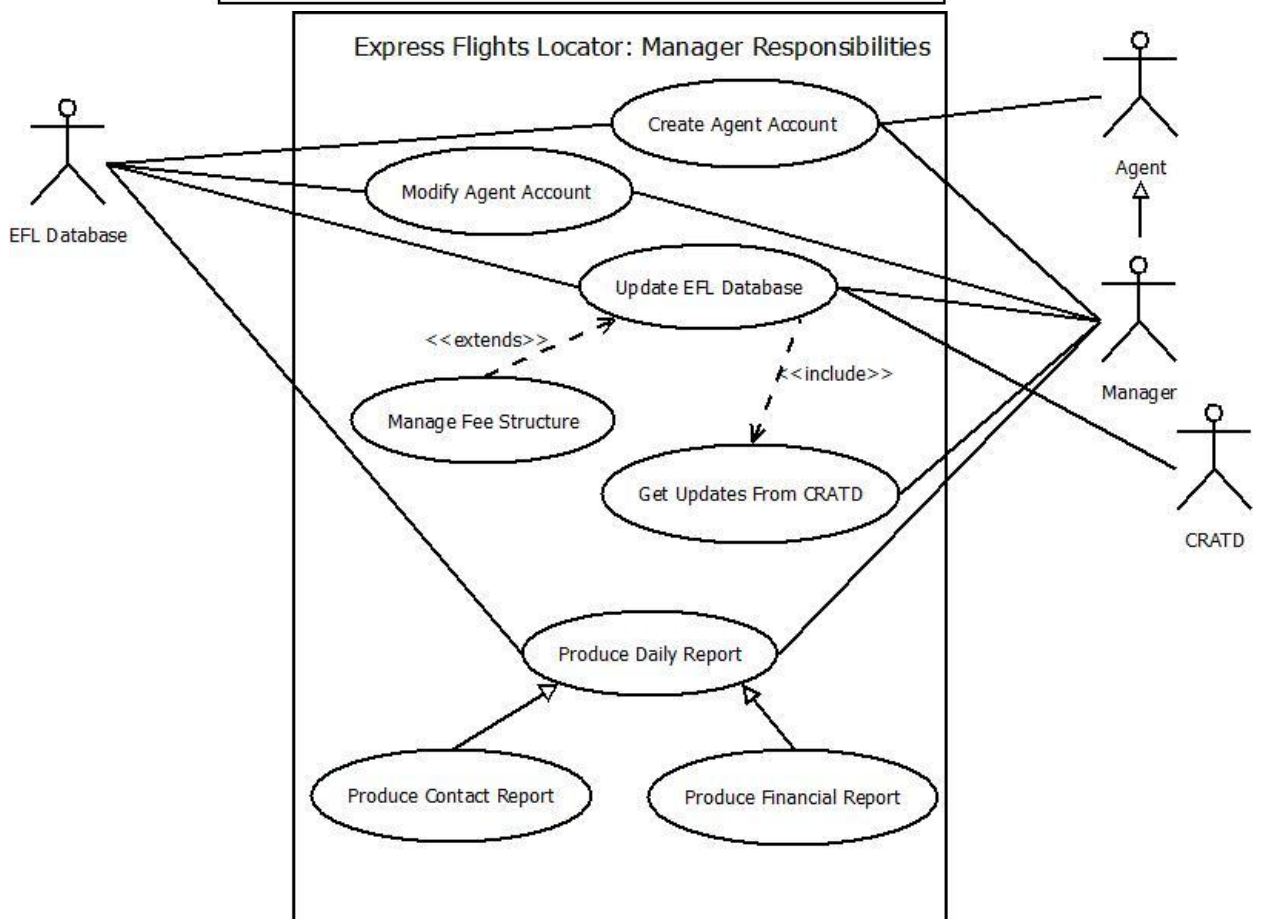 Express Flights Locator: Manager Responsibilities
Create Agent Account
Agent
EFL Database
Modify Agent Account
Update EFL Database
<<extends>>
<<include>>
Manager
Manage Fee Structure
Get Updates From CRATD
CRATD
Produce Daily Report
Produce Contact Report
Produce Financial Report